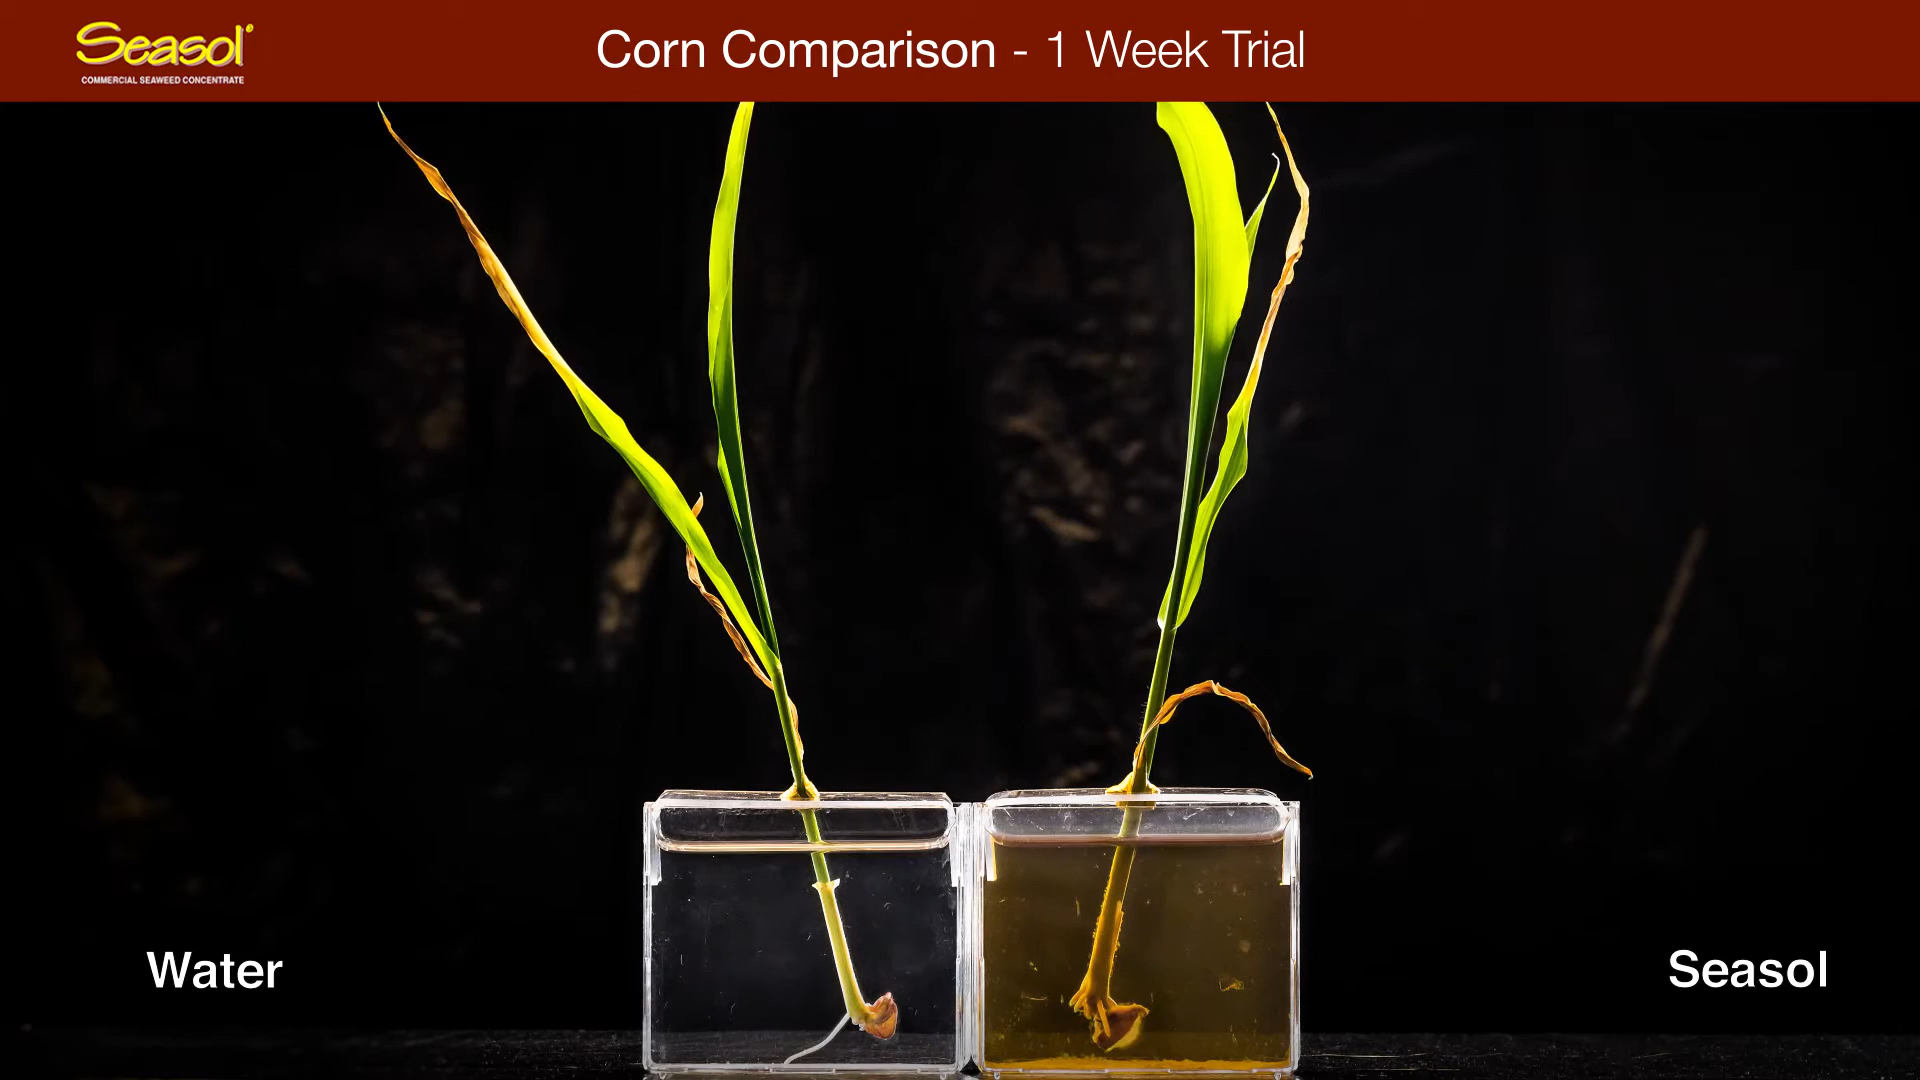 Seasol
COMMERCIAL SEAWEED CONCENTRATE
Corn Comparison - 1 Week Trial
Water
Seasol